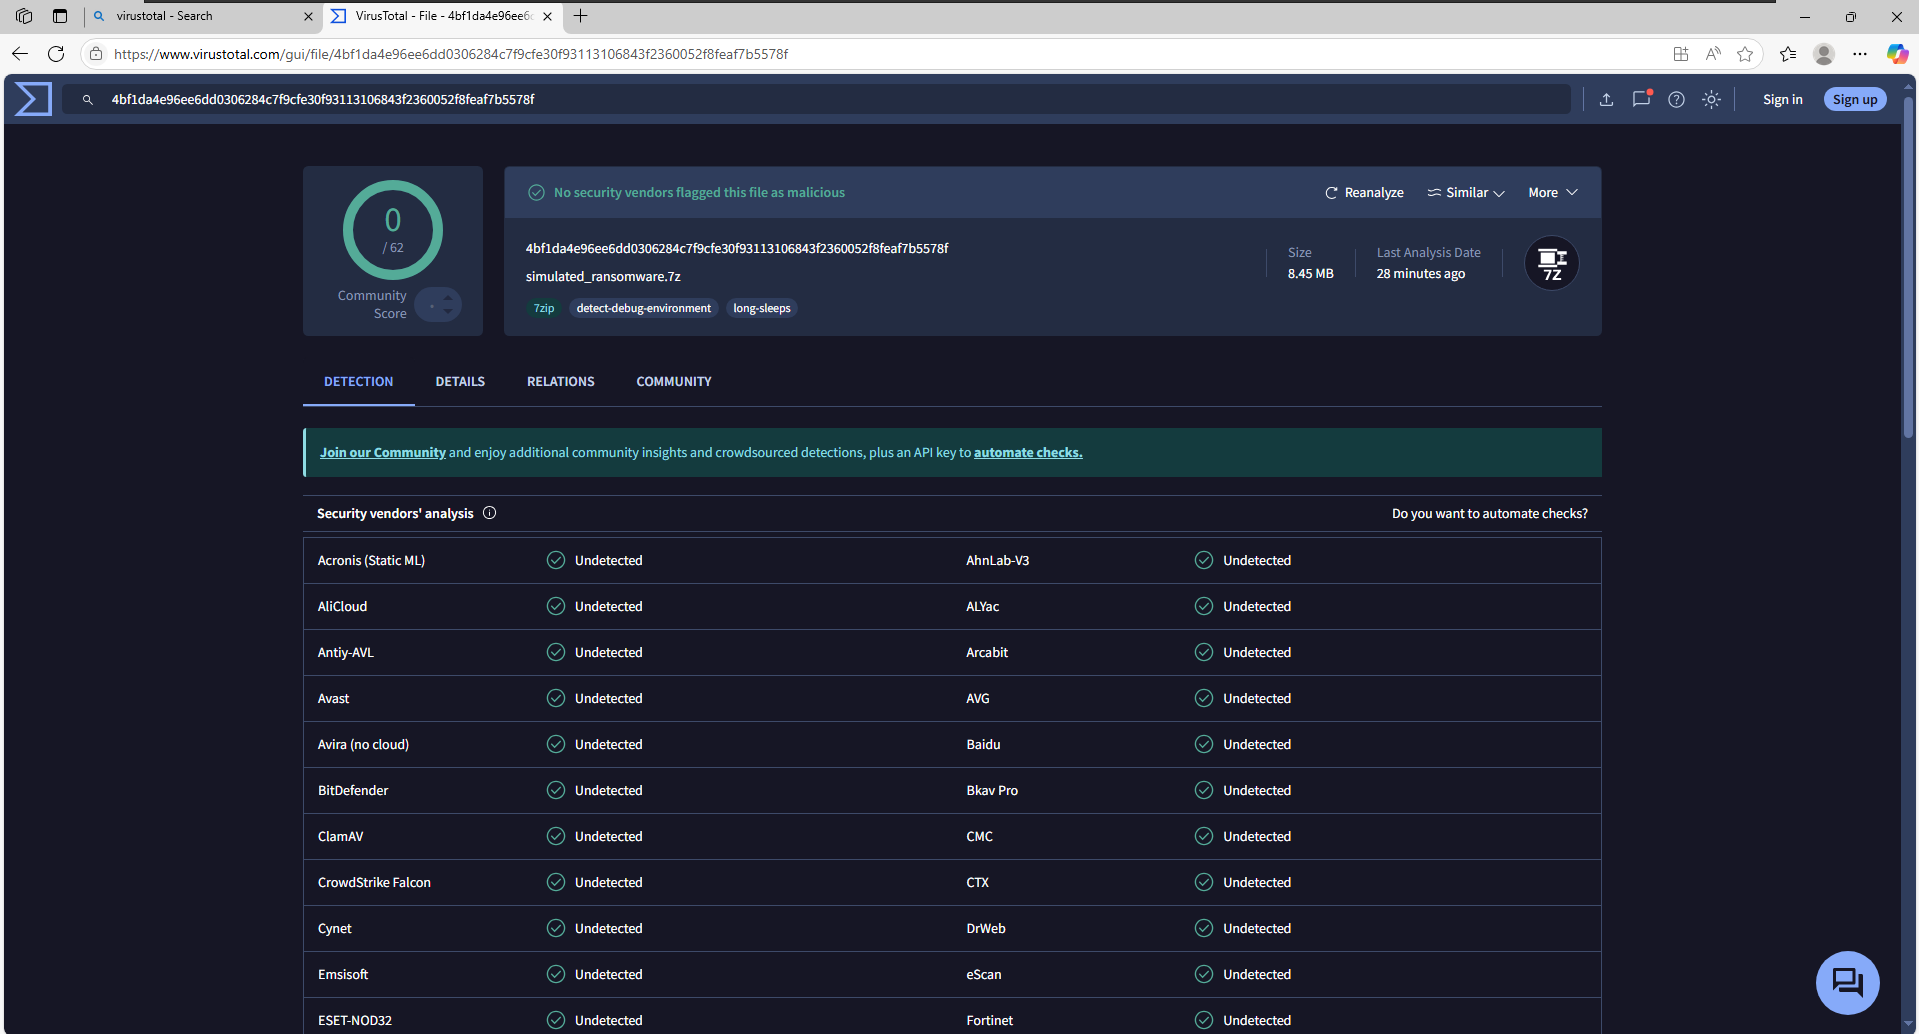 virustotal - Search
VirusTotal - File - 4bf1da4e96ee6
https://www.virustotal.com/gui/file/4bf1da4e96ee6dd0306284c7f9cfe30f93113106843f2360052f8feaf7b5578f
4bf1da4e96ee6dd0306284c7f9cfe30f93113106843f2360052f8feaf7b5578f
Sign in
Sign up
0
/ 62
Community
Score
No security vendors flagged this file as malicious
Reanalyze
Similar
More
4bf1da4e96ee6dd0306284c7f9cfe30f93113106843f2360052f8feaf7b5578f
simulated_ransomware.7z
7zip
detect-debug-environment
long-sleeps
Size
8.45 MB
Last Analysis Date
28 minutes ago
7Z
DETECTION
DETAILS
RELATIONS
COMMUNITY
Join our Community and enjoy additional community insights and crowdsourced detections, plus an API key to automate checks.
Security vendors' analysis
Do you want to automate checks?
Acronis (Static ML) Undetected AhnLab-V3 Undetected
AliCloud Undetected ALYac Undetected
Antiy-AVL Undetected Arcabit Undetected
Avast Undetected AVG Undetected
Avira (no cloud) Undetected Baidu Undetected
BitDefender Undetected Bkav Pro Undetected
ClamAV Undetected CMC Undetected
CrowdStrike Falcon Undetected CTX Undetected
Cynet Undetected DrWeb Undetected
Emsisoft Undetected eScan Undetected
ESET-NOD32 Undetected Fortinet Undetected